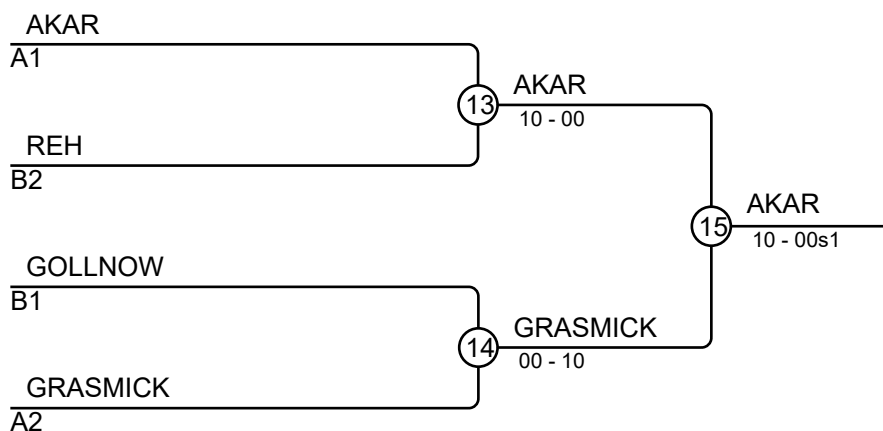 AKAR
A1
13
AKAR
10 - 00
REH
B2
15
AKAR
10 - 00s1
GOLLNOW
B1
14
GRASMICK
00 - 10
GRASMICK
A2